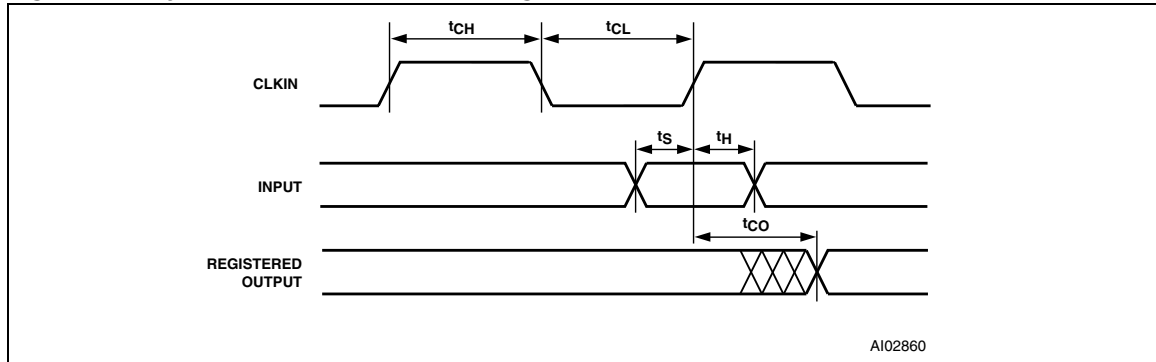 tCH
tCL
CLKIN
tS
tH
INPUT
tCO
REGISTERED
OUTPUT
AI02860